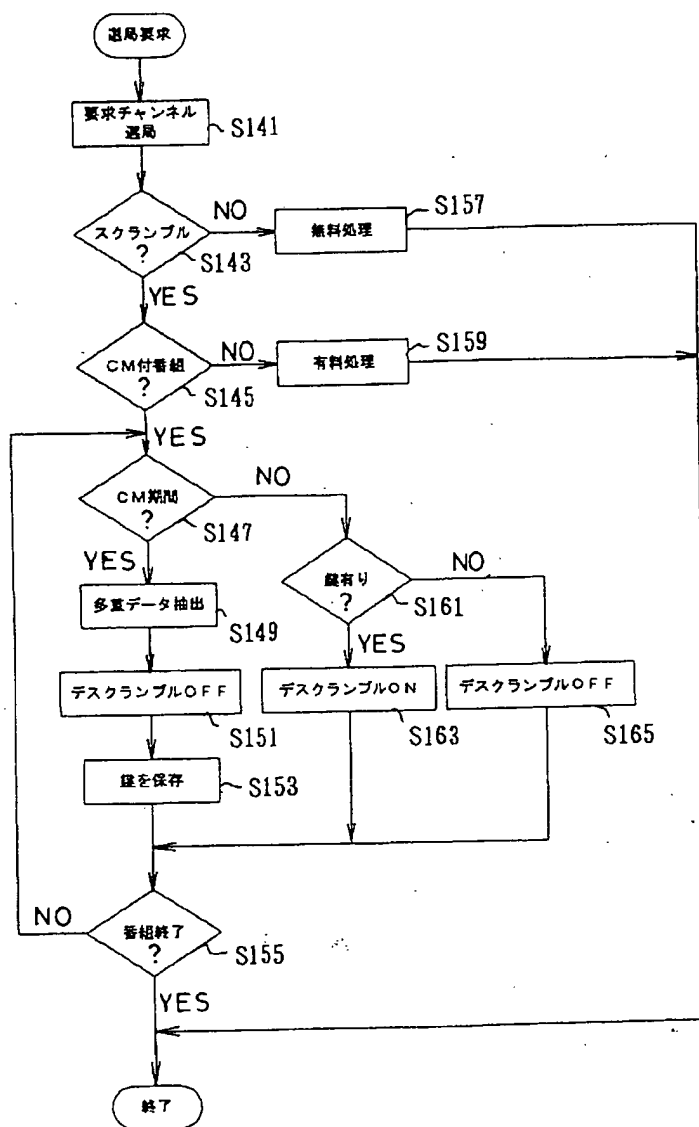 選局要求
要求チャンネル
選局
S141
スクランブル
?
S143
NO
無料処理
S157
YES
CM付番組
?
S145
NO
有料処理
S159
YES
CM期間
?
S147
NO
YES
多重データ抽出
S149
鍵有り
?
S161
NO
YES
デスクランブルOFF
S151
デスクランブルON
S163
デスクランブルOFF
S165
鍵を保存
S153
番組終了
?
S155
NO
YES
終了